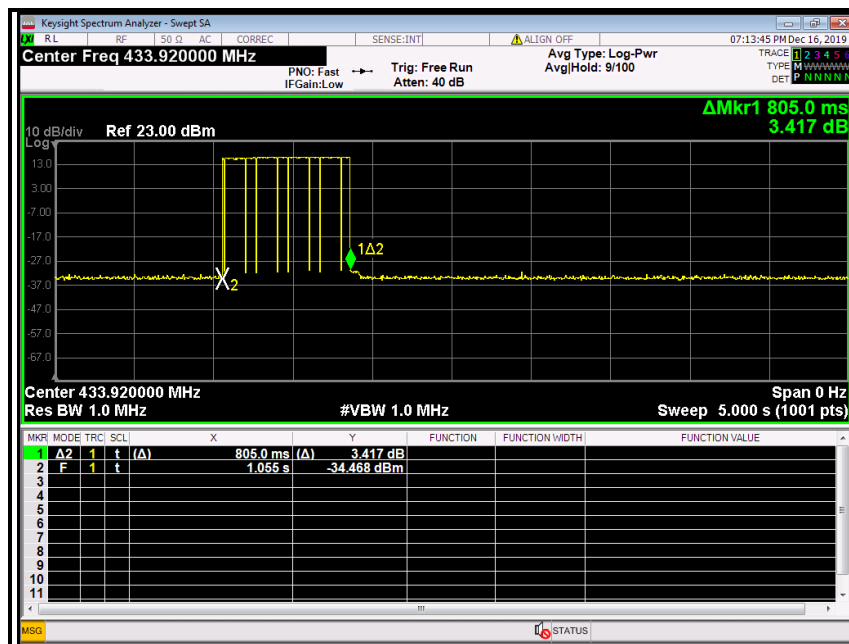 Keysight Spectrum Analyzer - Swept SA
LXI RL RF 50 Ω AC CORREC SENSE:INT ALIGN OFF 07:13:45 PM Dec 16, 2019
Center Freq 433.920000 MHz
PNO: Fast
IFGain:Low
Trig: Free Run
Atten: 40 dB
Avg Type: Log-Pwr
Avg|Hold: 9/100
TRACE 1 2 3 4 5 6
TYPE M W W W W W
DET P N N N N N
ΔMkr1 805.0 ms
3.417 dB
10 dB/div Ref 23.00 dBm
Log
13.0
3.00
-7.00
-17.0
-27.0
-37.0
-47.0
-57.0
-67.0
1Δ2
X2
Center 433.920000 MHz Span 0 Hz
Res BW 1.0 MHz #VBW 1.0 MHz Sweep 5.000 s (1001 pts)
MKR MODE TRC SCL X Y FUNCTION FUNCTION WIDTH FUNCTION VALUE
1 Δ2 1 t (Δ) 805.0 ms (Δ) 3.417 dB
2 F 1 t 1.055 s -34.468 dBm
3
4
5
6
7
8
9
10
11
MSG STATUS